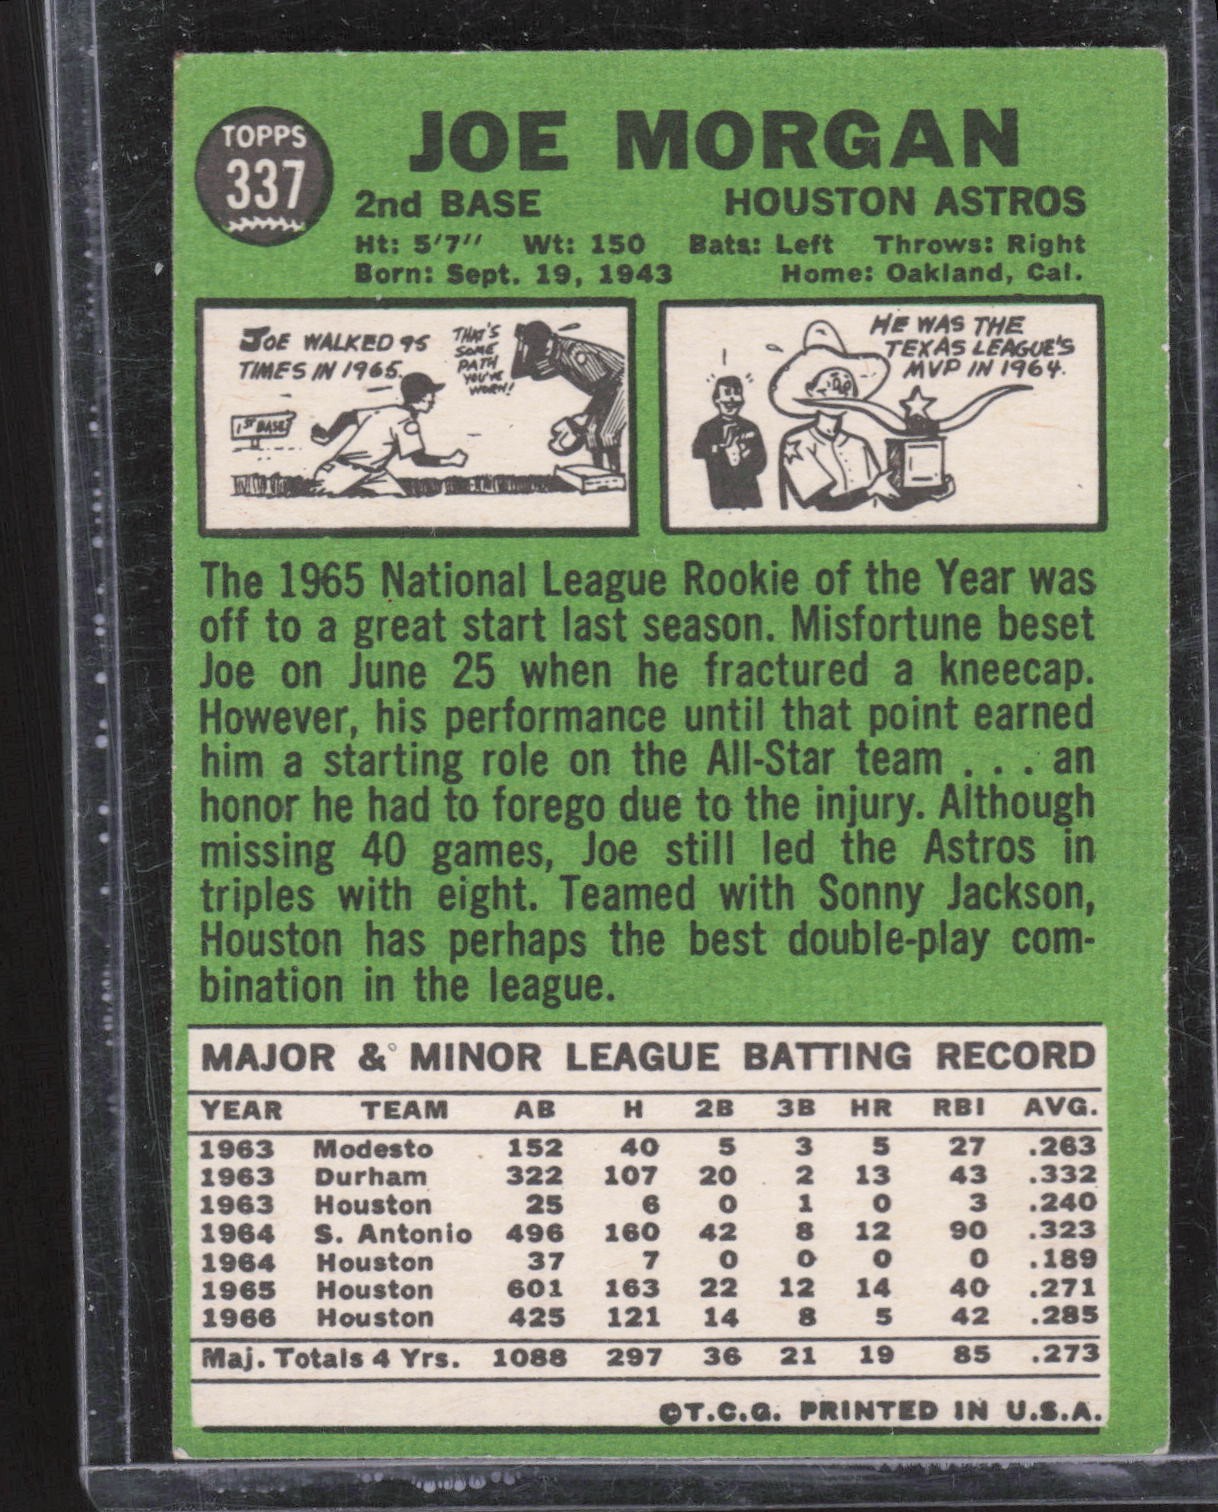 TOPPS
337
JOE MORGAN
2nd BASE HOUSTON ASTROS
Ht: 5'7" Wt: 150 Bats: Left Throws: Right
Born: Sept. 19, 1943 Home: Oakland, Cal.
JOE WALKED 95
TIMES IN 1965.
THAT'S
SOME
PATH
YOU'VE
WORN!
1ST BASE
HE WAS THE
TEXAS LEAGUE'S
MVP IN 1964.
The 1965 National League Rookie of the Year was
off to a great start last season. Misfortune beset
Joe on June 25 when he fractured a kneecap.
However, his performance until that point earned
him a starting role on the All-Star team . . . an
honor he had to forego due to the injury. Although
missing 40 games, Joe still led the Astros in
triples with eight. Teamed with Sonny Jackson,
Houston has perhaps the best double-play com-
bination in the league.
MAJOR & MINOR LEAGUE BATTING RECORD
YEAR TEAM AB H 2B 3B HR RBI AVG.
1963 Modesto 152 40 5 3 5 27 .263
1963 Durham 322 107 20 2 13 43 .332
1963 Houston 25 6 0 1 0 3 .240
1964 S. Antonio 496 160 42 8 12 90 .323
1964 Houston 37 7 0 0 0 0 .189
1965 Houston 601 163 22 12 14 40 .271
1966 Houston 425 121 14 8 5 42 .285
Maj. Totals 4 Yrs. 1088 297 36 21 19 85 .273
©T.C.G. PRINTED IN U.S.A.